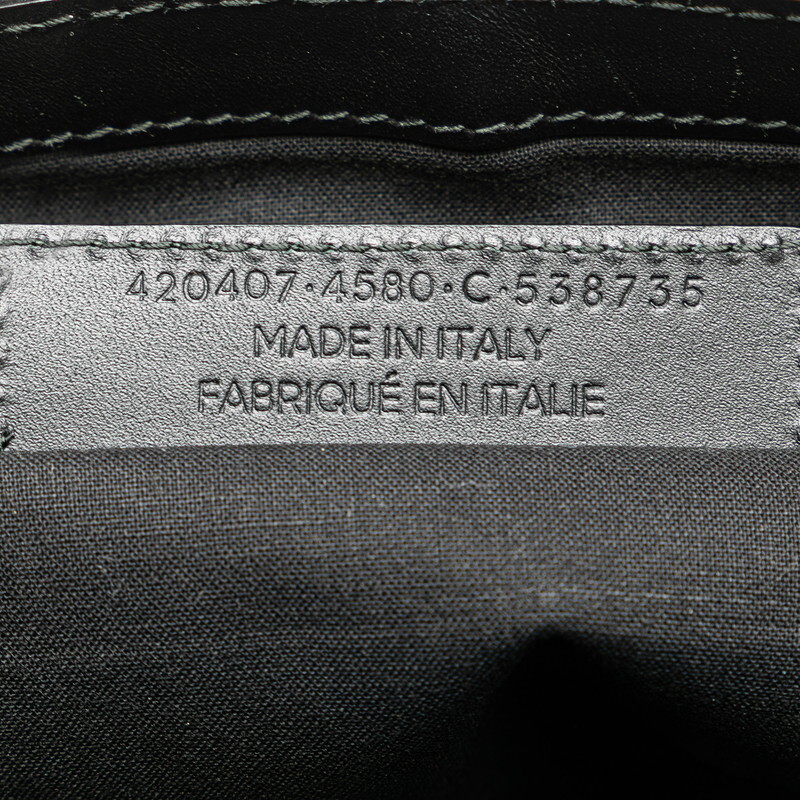 420407·4580·C·538735
MADE IN ITALY
FABRIQUÉ EN ITALIE